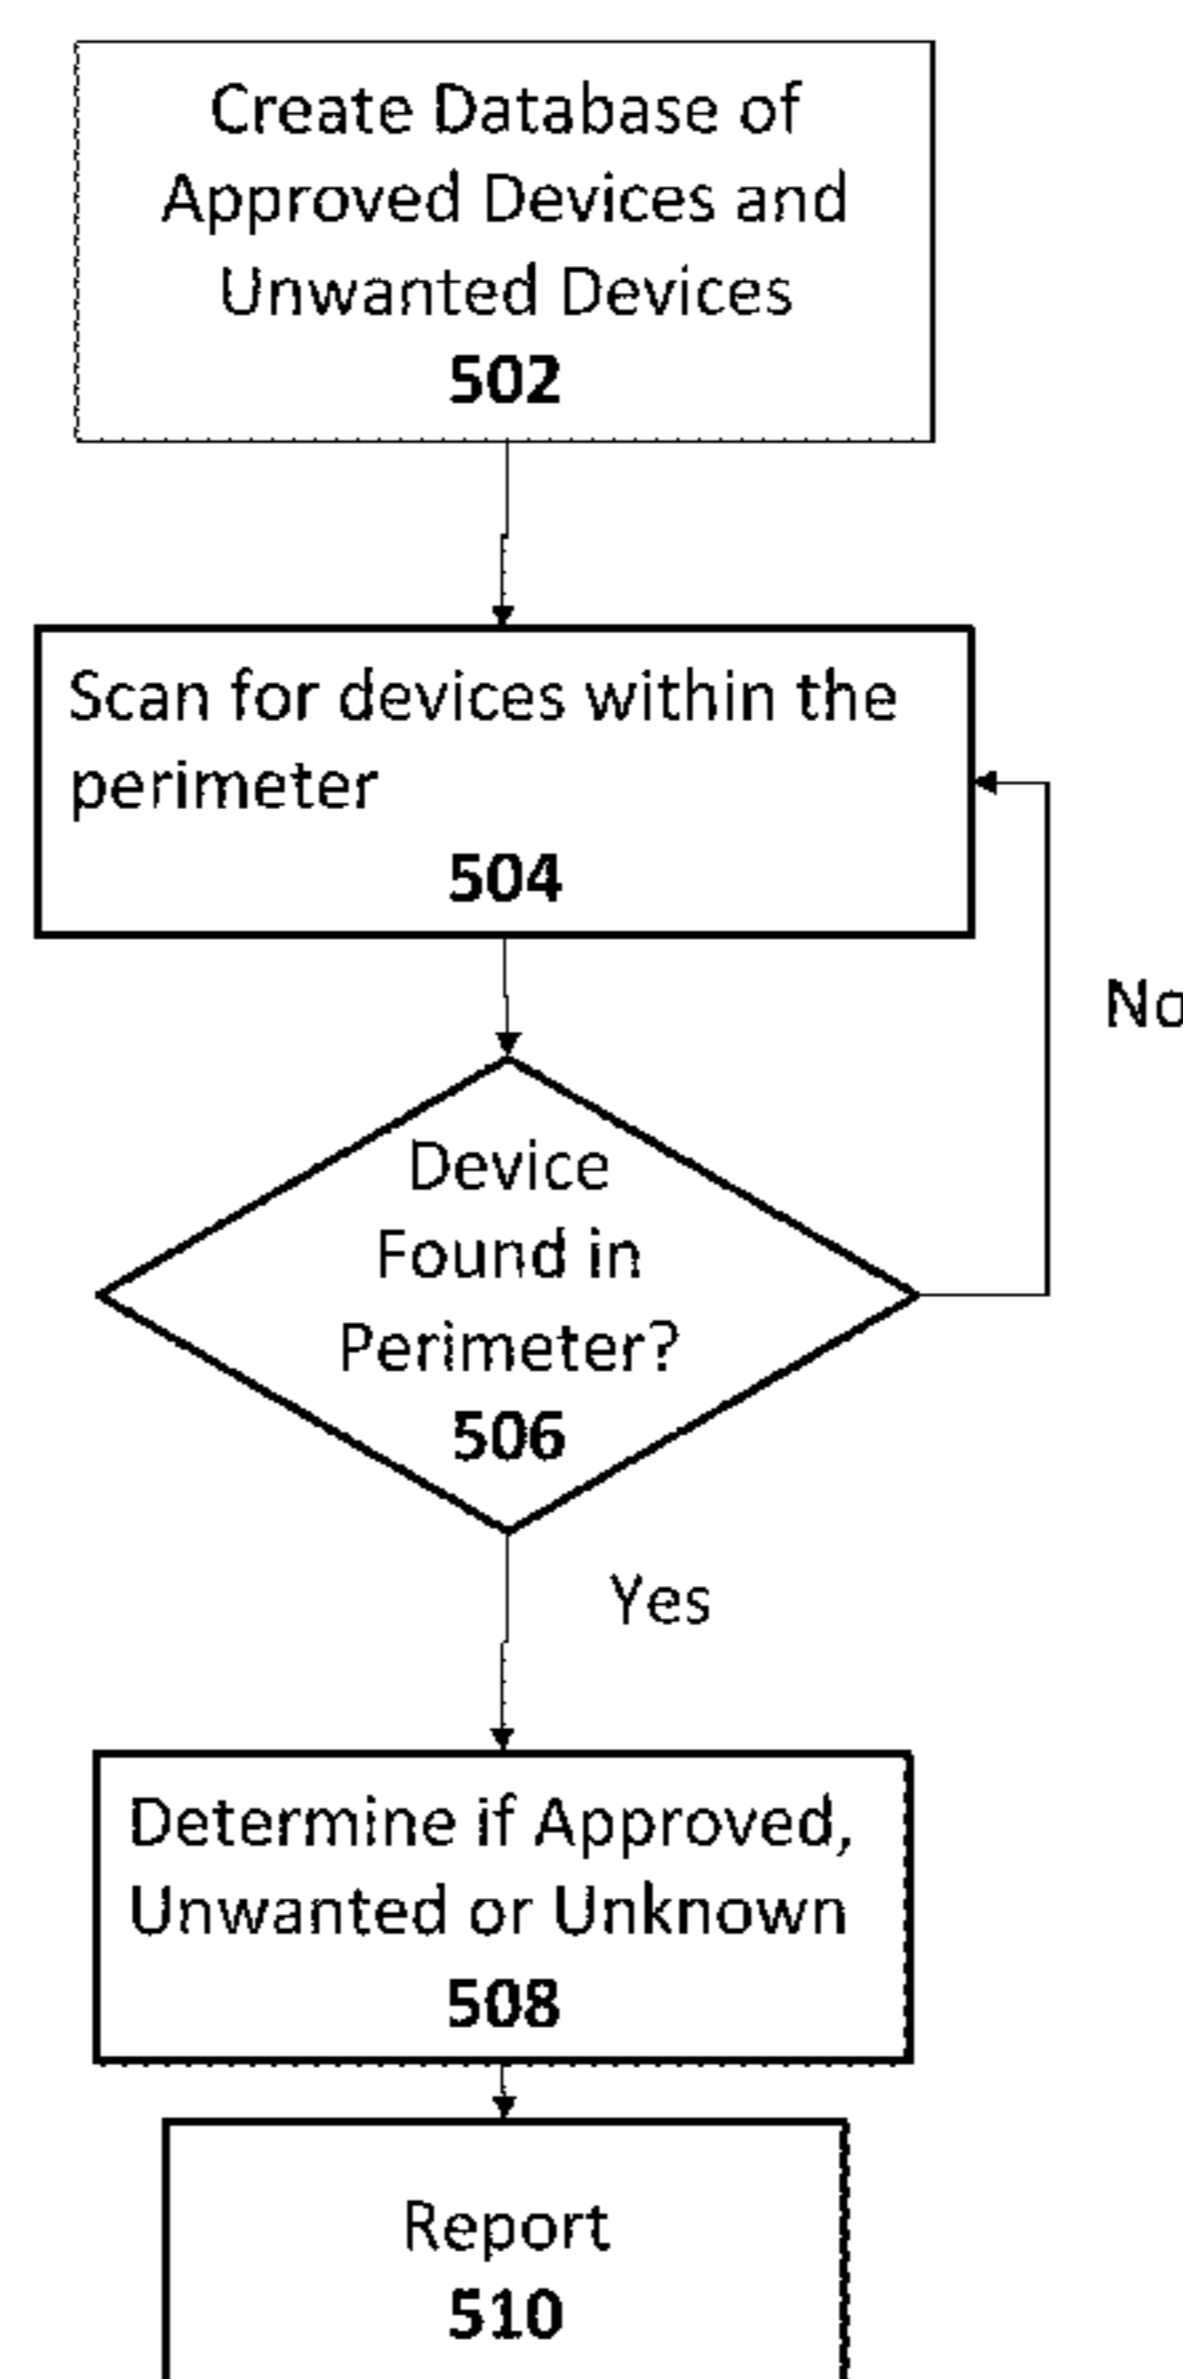 Create Database of
Approved Devices and
Unwanted Devices
502
Scan for devices within the
perimeter
504
No
Device
Found in
Perimeter?
506
Yes
Determine if Approved,
Unwanted or Unknown
508
Report
510